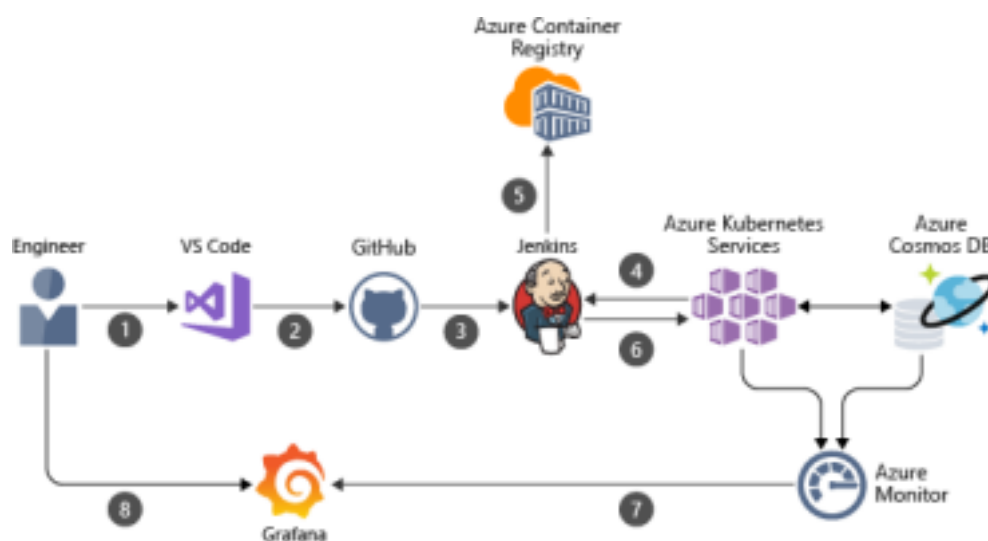 Azure Container
Registry
5
Engineer
VS Code
GitHub
Jenkins
Azure Kubernetes
Services
Azure
Cosmos DB
1
2
3
4
6
8
Grafana
7
Azure
Monitor